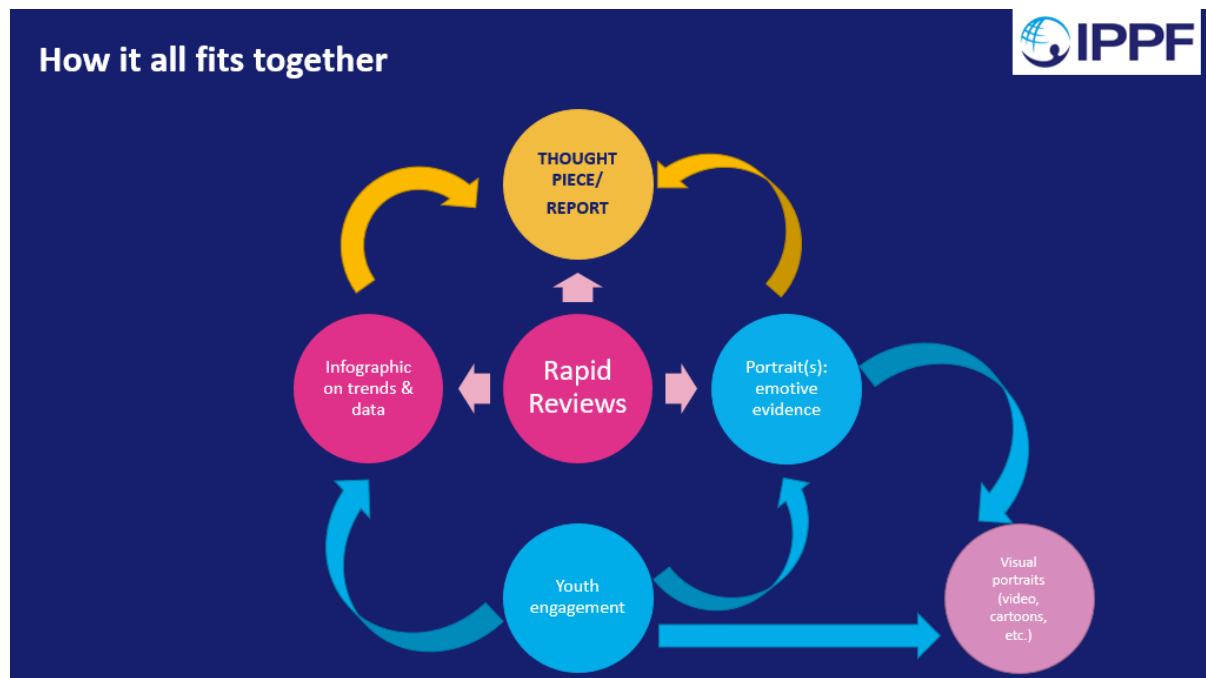 How it all fits together
IPPF
THOUGHT
PIECE/
REPORT
Infographic
on trends &
data
Rapid
Reviews
Portrait(s):
emotive
evidence
Youth
engagement
Visual
portraits
(video,
cartoons,
etc.)